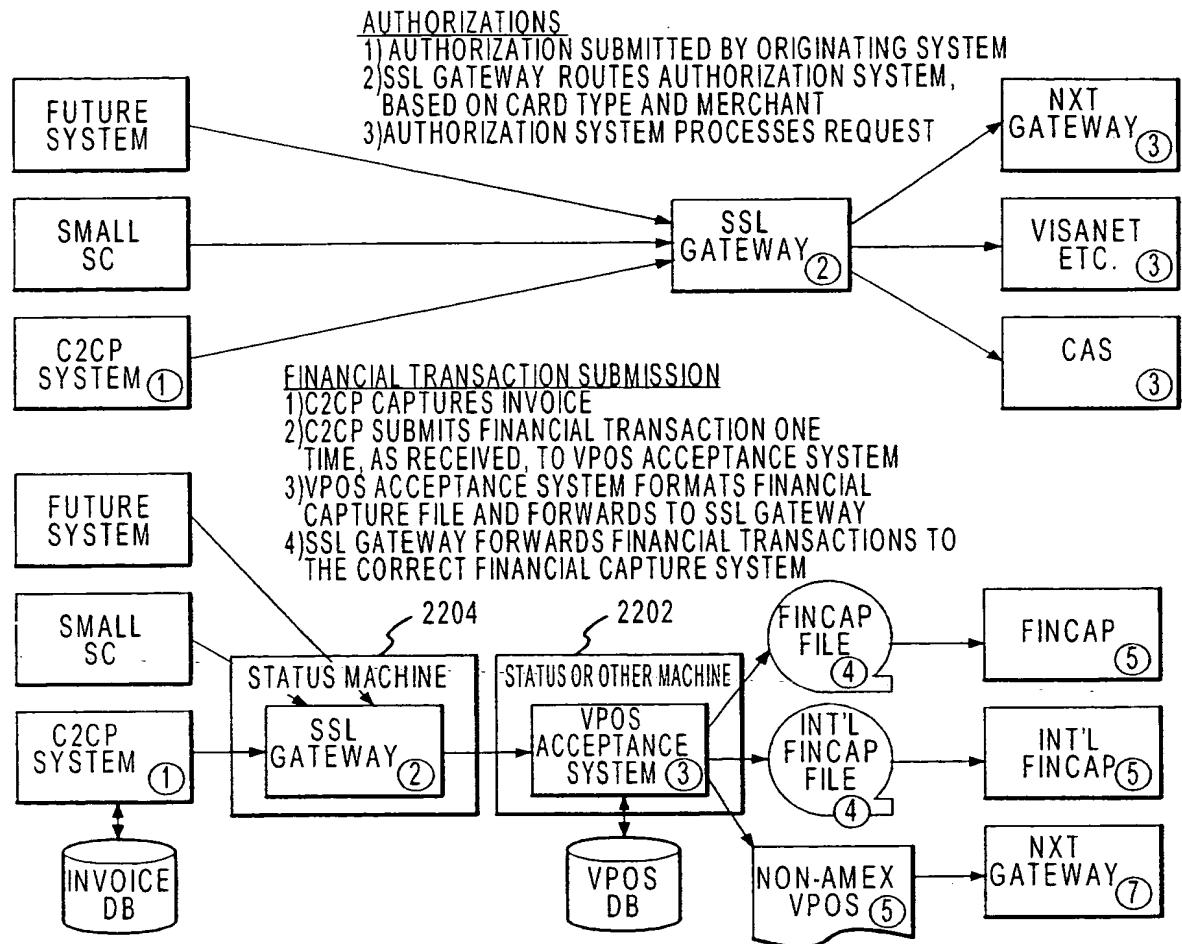 AUTHORIZATIONS
1) AUTHORIZATION SUBMITTED BY ORIGINATING SYSTEM
2)SSL GATEWAY ROUTES AUTHORIZATION SYSTEM,
BASED ON CARD TYPE AND MERCHANT
3)AUTHORIZATION SYSTEM PROCESSES REQUEST
FUTURE
SYSTEM
SMALL
SC
C2CP
SYSTEM 1
SSL
GATEWAY 2
NXT
GATEWAY 3
VISANET
ETC. 3
CAS
3
FINANCIAL TRANSACTION SUBMISSION
1)C2CP CAPTURES INVOICE
2)C2CP SUBMITS FINANCIAL TRANSACTION ONE
TIME, AS RECEIVED, TO VPOS ACCEPTANCE SYSTEM
3)VPOS ACCEPTANCE SYSTEM FORMATS FINANCIAL
CAPTURE FILE AND FORWARDS TO SSL GATEWAY
4)SSL GATEWAY FORWARDS FINANCIAL TRANSACTIONS TO
THE CORRECT FINANCIAL CAPTURE SYSTEM
FUTURE
SYSTEM
SMALL
SC
C2CP
SYSTEM 1
INVOICE
DB
2204
STATUS MACHINE
SSL
GATEWAY 2
2202
STATUS OR OTHER MACHINE
VPOS
ACCEPTANCE
SYSTEM 3
VPOS
DB
FINCAP
FILE
4
INT'L
FINCAP
FILE
4
NON-AMEX
VPOS 5
FINCAP
5
INT'L
FINCAP 5
NXT
GATEWAY 7